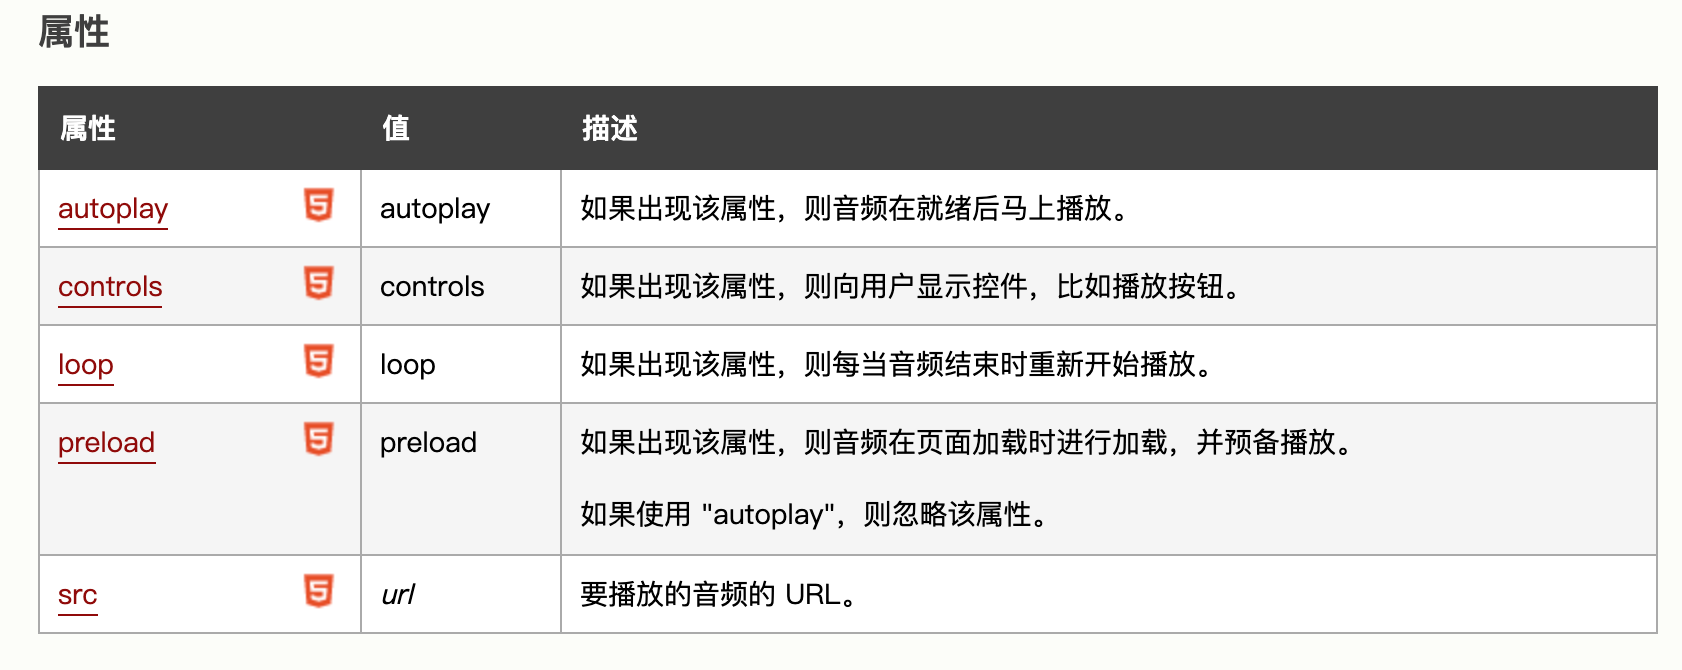 属性
属性 值 描述
autoplay 5 autoplay 如果出现该属性，则音频在就绪后马上播放。
controls 5 controls 如果出现该属性，则向用户显示控件，比如播放按钮。
loop 5 loop 如果出现该属性，则每当音频结束时重新开始播放。
preload 5 preload 如果出现该属性，则音频在页面加载时进行加载，并预备播放。
如果使用 "autoplay"，则忽略该属性。
src 5 url 要播放的音频的 URL。